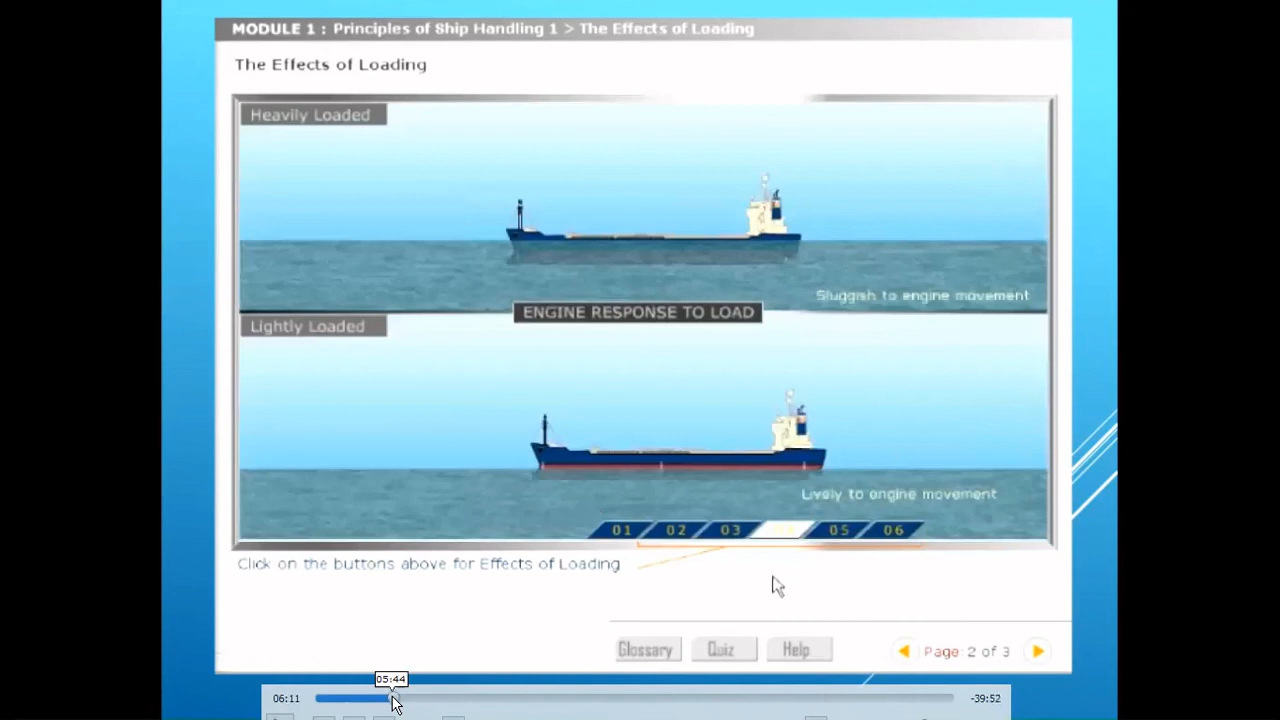 MODULE 1 : Principles of Ship Handling 1 > The Effects of Loading
The Effects of Loading
Heavily Loaded
Sluggish to engine movement
ENGINE RESPONSE TO LOAD
Lightly Loaded
Lively to engine movement
01 02 03 05 06
Click on the buttons above for Effects of Loading
Glossary Quiz Help Page: 2 of 3
05:44
06:11 -39:52